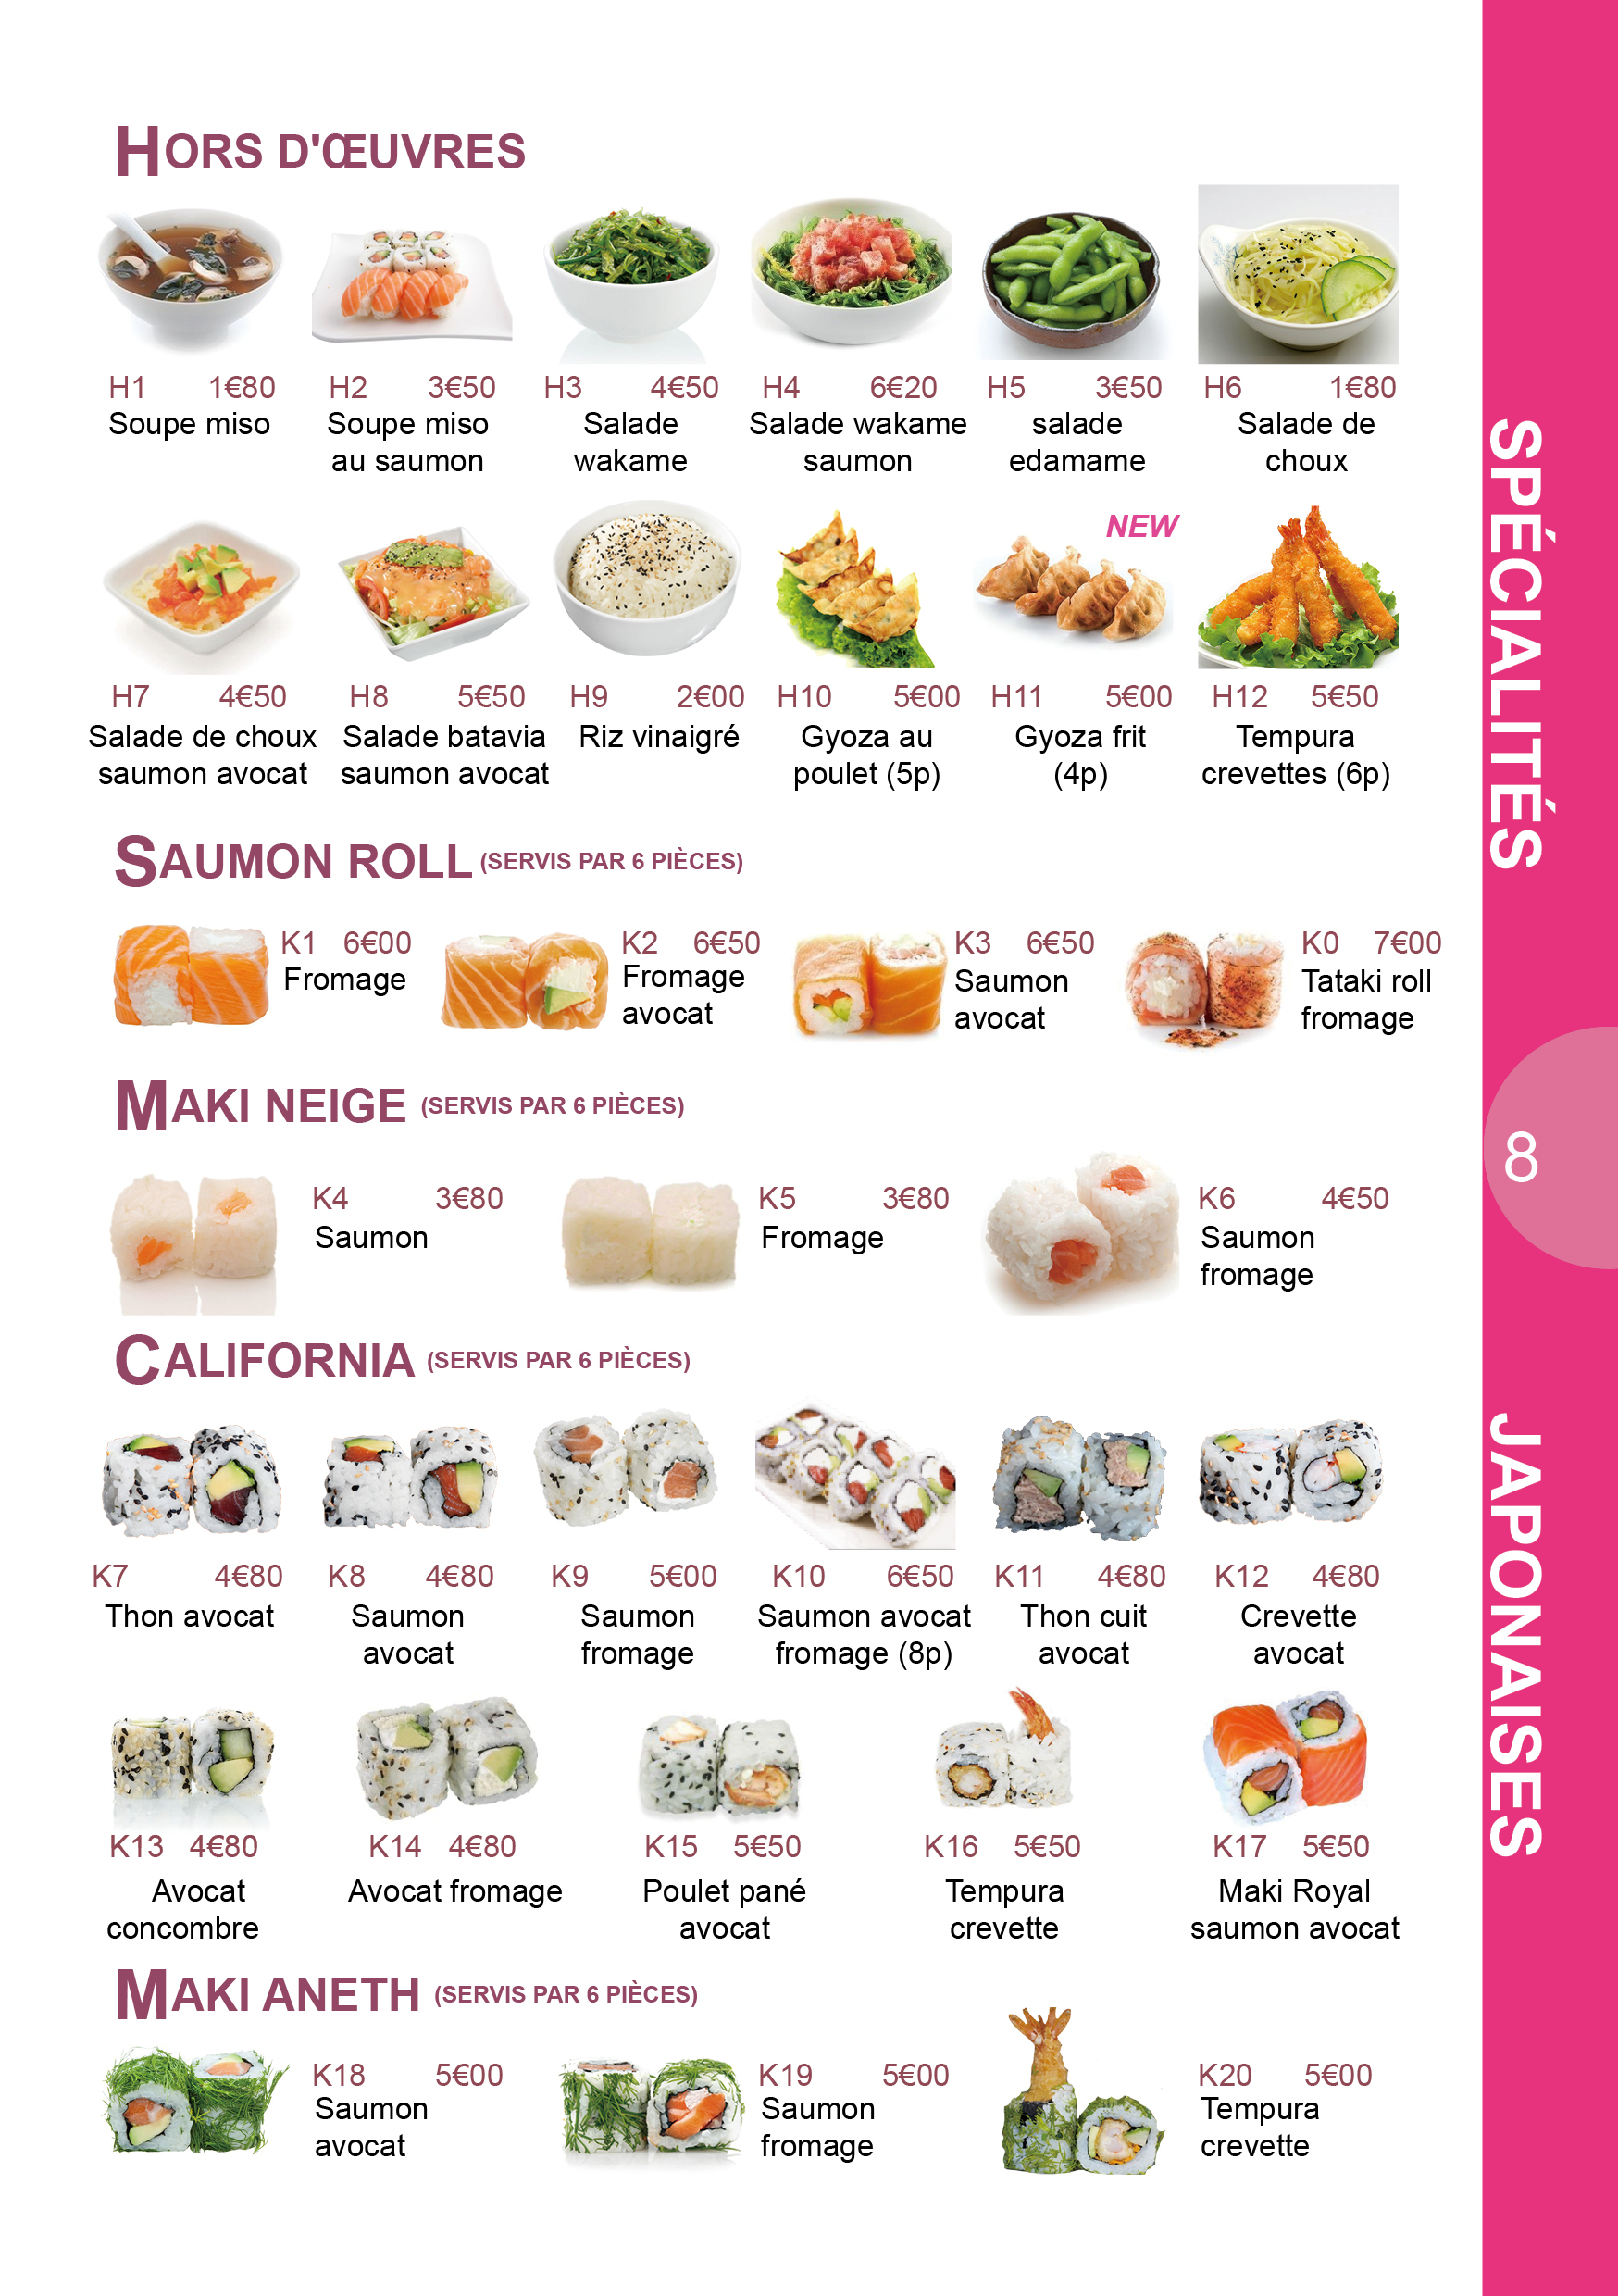 HORS D'ŒUVRES
H1 1€80
Soupe miso
H2 3€50
Soupe miso
au saumon
H3 4€50
Salade
wakame
H4 6€20
Salade wakame
saumon
H5 3€50
salade
edamame
H6 1€80
Salade de
choux
H7 4€50
Salade de choux
saumon avocat
H8 5€50
Salade batavia
saumon avocat
H9 2€00
Riz vinaigré
H10 5€00
Gyoza au
poulet (5p)
NEW
H11 5€00
Gyoza frit
(4p)
H12 5€50
Tempura
crevettes (6p)
SAUMON ROLL (SERVIS PAR 6 PIÈCES)
K1 6€00
Fromage
K2 6€50
Fromage
avocat
K3 6€50
Saumon
avocat
K0 7€00
Tataki roll
fromage
MAKI NEIGE (SERVIS PAR 6 PIÈCES)
K4 3€80
Saumon
K5 3€80
Fromage
K6 4€50
Saumon
fromage
CALIFORNIA (SERVIS PAR 6 PIÈCES)
K7 4€80
Thon avocat
K8 4€80
Saumon
avocat
K9 5€00
Saumon
fromage
K10 6€50
Saumon avocat
fromage (8p)
K11 4€80
Thon cuit
avocat
K12 4€80
Crevette
avocat
K13 4€80
Avocat
concombre
K14 4€80
Avocat fromage
K15 5€50
Poulet pané
avocat
K16 5€50
Tempura
crevette
K17 5€50
Maki Royal
saumon avocat
MAKI ANETH (SERVIS PAR 6 PIÈCES)
K18 5€00
Saumon
avocat
K19 5€00
Saumon
fromage
K20 5€00
Tempura
crevette
SPÉCIALITÉS
8
JAPONAISES